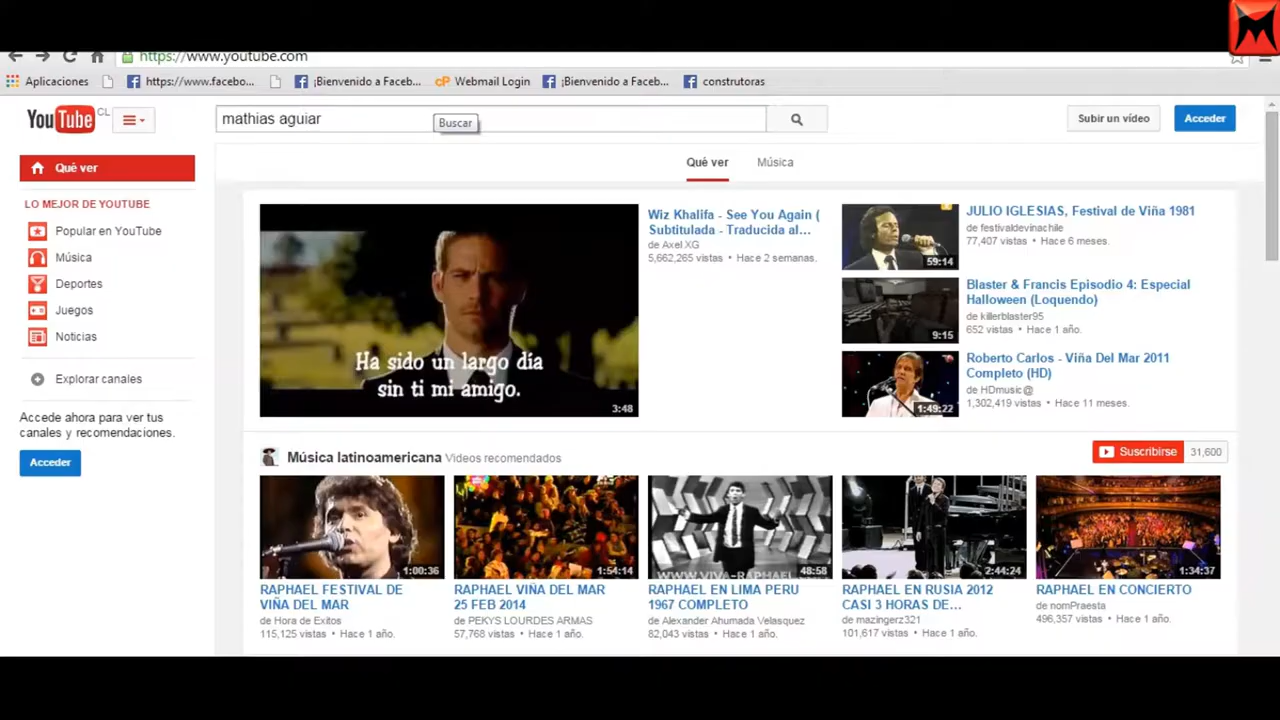 https://www.youtube.com
Aplicaciones
https://www.facebo...
¡Bienvenido a Faceb...
cP Webmail Login
¡Bienvenido a Faceb...
construtoras
YouTube CL
mathias aguiar
Buscar
Subir un vídeo
Acceder
Qué ver
Qué ver
Música
LO MEJOR DE YOUTUBE
Popular en YouTube
Música
Deportes
Juegos
Noticias
Explorar canales
Accede ahora para ver tus
canales y recomendaciones.
Acceder
Ha sido un largo día
sin ti mi amigo.
3:48
Wiz Khalifa - See You Again (
Subtitulada - Traducida al...
de Axel XG
5,662,265 vistas • Hace 2 semanas.
59:14
JULIO IGLESIAS, Festival de Viña 1981
de festivaldevinachile
77,407 vistas • Hace 6 meses.
9:15
Blaster & Francis Episodio 4: Especial
Halloween (Loquendo)
de killerblaster95
652 vistas • Hace 1 año.
1:49:22
Roberto Carlos - Viña Del Mar 2011
Completo (HD)
de HDmusic@
1,302,419 vistas • Hace 11 meses.
Música latinoamericana Videos recomendados
Suscribirse 31,600
1:00:36
RAPHAEL FESTIVAL DE
VIÑA DEL MAR
de Hora de Exitos
115,125 vistas • Hace 1 año.
1:54:14
RAPHAEL VIÑA DEL MAR
25 FEB 2014
de PEKYS LOURDES ARMAS
57,768 vistas • Hace 1 año.
WWW.VIVA-RAPHAEL
48:58
RAPHAEL EN LIMA PERU
1967 COMPLETO
de Alexander Ahumada Velasquez
82,043 vistas • Hace 1 año.
2:44:24
RAPHAEL EN RUSIA 2012
CASI 3 HORAS DE...
de mazingerz321
101,617 vistas • Hace 1 año.
1:34:37
RAPHAEL EN CONCIERTO
de nomPraesta
496,357 vistas • Hace 1 año.